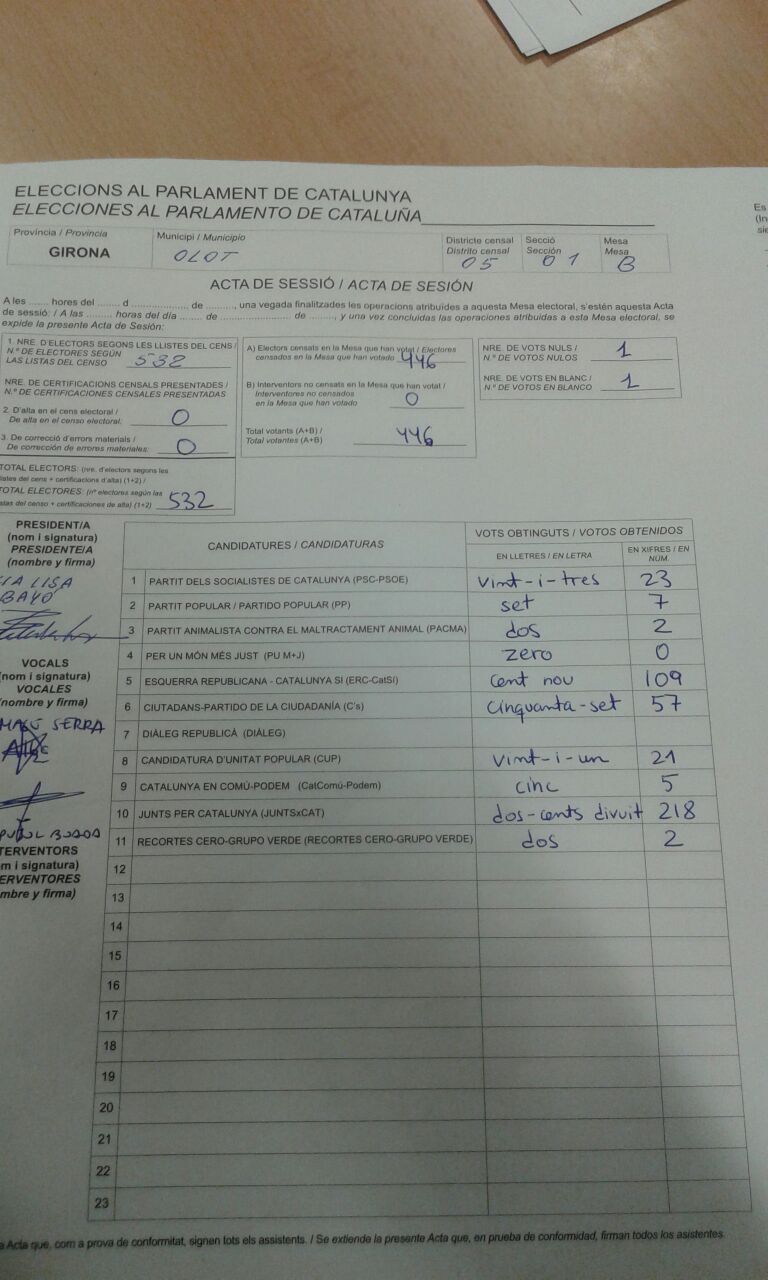 ELECCIONS AL PARLAMENT DE CATALUNYA
ELECCIONES AL PARLAMENTO DE CATALUÑA
Es
(In
sie
Província / Provincia
GIRONA
Municipi / Municipio
OLOT
Districte censal
Distrito censal
05
Secció
Sección
01
Mesa
Mesa
B
ACTA DE SESSIÓ / ACTA DE SESIÓN
A les ....... hores del ....... d .................... de .........., una vegada finalitzades les operacions atribuïdes a aquesta Mesa electoral, s'estén aquesta Acta
de sessió: / A las ......... horas del día ....... de .................... de ........, y una vez concluidas las operaciones atribuidas a esta Mesa electoral, se
expide la presente Acta de Sesión:
1. NRE. D'ELECTORS SEGONS LES LLISTES DEL CENS /
N.º DE ELECTORES SEGÚN
LAS LISTAS DEL CENSO 532
NRE. DE CERTIFICACIONS CENSALS PRESENTADES /
N.º DE CERTIFICACIONES CENSALES PRESENTADAS
2. D'alta en el cens electoral /
De alta en el censo electoral: 0
3. De correcció d'errors materials /
De corrección de errores materiales: 0
TOTAL ELECTORS: (nre. d'electors segons les
llistes del cens + certificacions d'alta) (1+2) /
TOTAL ELECTORES: (nº electores según las
listas del censo + certificaciones de alta) (1+2) 532
A) Electors censats en la Mesa que han votat / Electores
censados en la Mesa que han votado 446
B) Interventors no censats en la Mesa que han votat /
Interventores no censados
en la Mesa que han votado 0
Total votants (A+B) /
Total votantes (A+B) 446
NRE. DE VOTS NULS /
N.º DE VOTOS NULOS 1
NRE. DE VOTS EN BLANC /
N.º DE VOTOS EN BLANCO 1
PRESIDENT/A
(nom i signatura)
PRESIDENTE/A
(nombre y firma)
LISA
BAYÓ
VOCALS
(nom i signatura)
VOCALES
(nombre y firma)
SERRA
PUJOL BUSOA
TERVENTORS
m i signatura)
ERVENTORES
mbre y firma)
CANDIDATURES / CANDIDATURAS
VOTS OBTINGUTS / VOTOS OBTENIDOS
EN LLETRES / EN LETRA
EN XIFRES / EN NÚM.
1 PARTIT DELS SOCIALISTES DE CATALUNYA (PSC-PSOE) vint-i-tres 23
2 PARTIT POPULAR / PARTIDO POPULAR (PP) set 7
3 PARTIT ANIMALISTA CONTRA EL MALTRACTAMENT ANIMAL (PACMA) dos 2
4 PER UN MÓN MÉS JUST (PU M+J) zero 0
5 ESQUERRA REPUBLICANA - CATALUNYA SÍ (ERC-CatSí) cent nou 109
6 CIUTADANS-PARTIDO DE LA CIUDADANÍA (C's) cinquanta-set 57
7 DIÀLEG REPUBLICÀ (DIÀLEG)
8 CANDIDATURA D'UNITAT POPULAR (CUP) vint-i-un 21
9 CATALUNYA EN COMÚ-PODEM (CatComú-Podem) cinc 5
10 JUNTS PER CATALUNYA (JUNTSxCAT) dos-cents divuit 218
11 RECORTES CERO-GRUPO VERDE (RECORTES CERO-GRUPO VERDE) dos 2
12
13
14
15
16
17
18
19
20
21
22
23
a Acta que, com a prova de conformitat, signen tots els assistents. / Se extiende la presente Acta que, en prueba de conformidad, firman todos los asistentes.